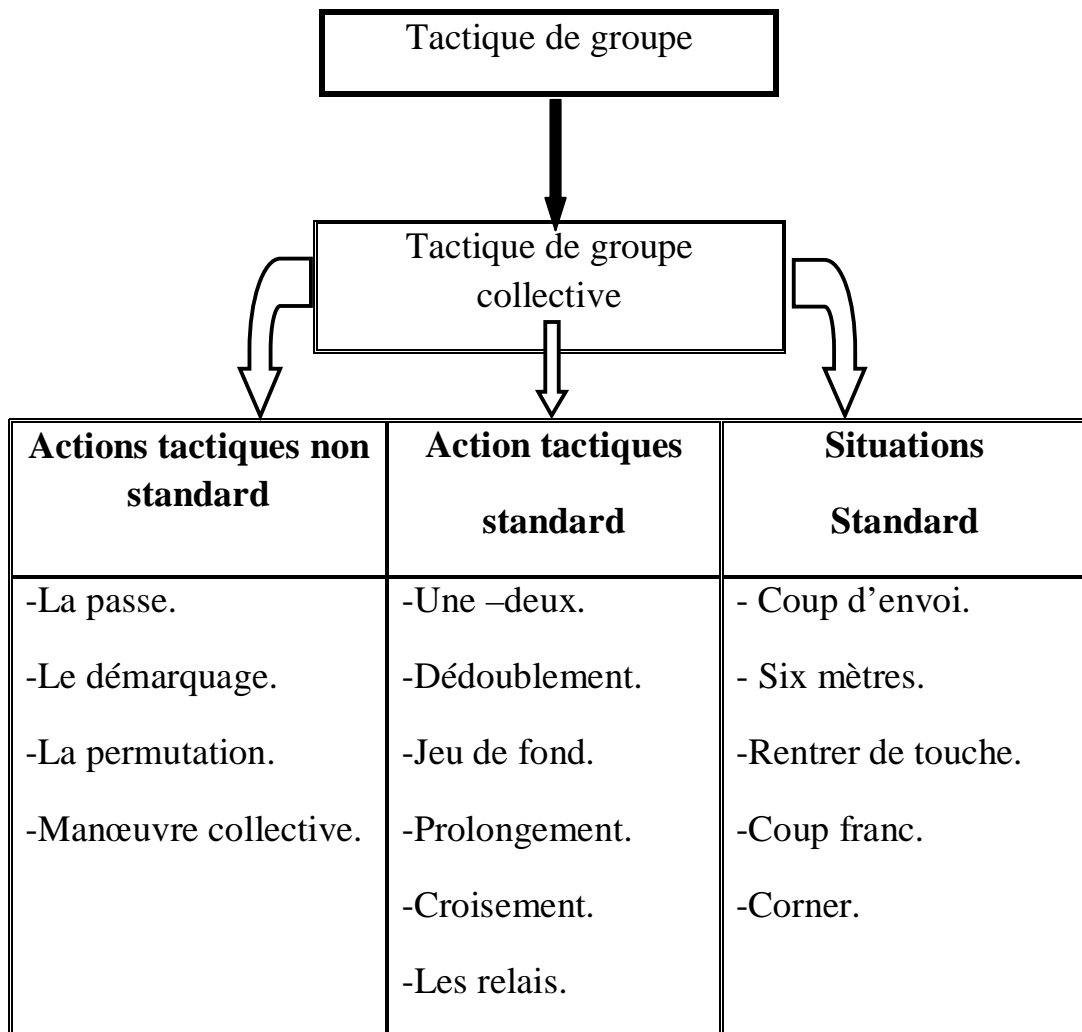 Tactique de groupe
Tactique de groupe
collective
Actions tactiques non
standard
Action tactiques
standard
Situations
Standard
-La passe.
-Le démarquage.
-La permutation.
-Manœuvre collective.
-Une –deux.
-Dédoublement.
-Jeu de fond.
-Prolongement.
-Croisement.
-Les relais.
- Coup d’envoi.
- Six mètres.
-Rentrer de touche.
-Coup franc.
-Corner.